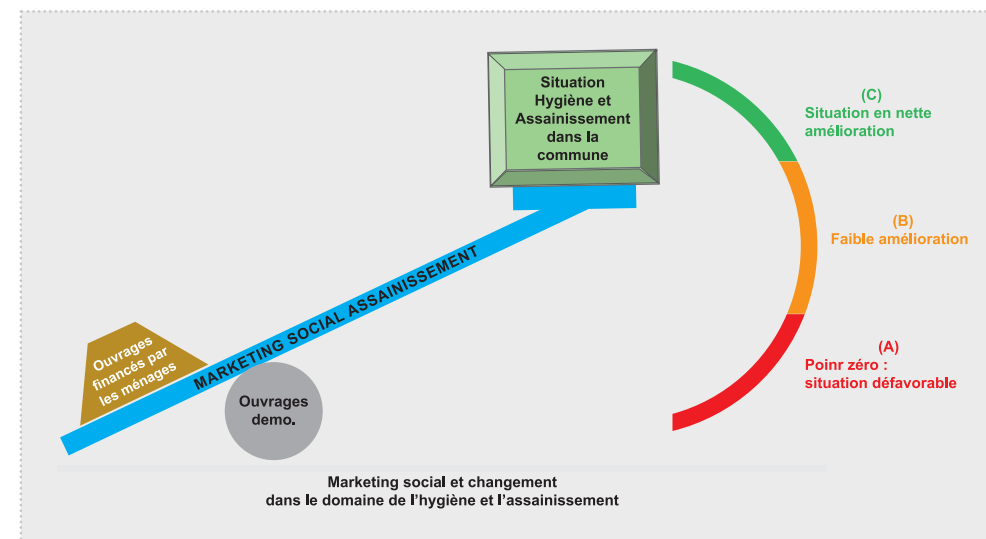 Situation
Hygiène et
Assainissement
dans la
commune
(C)
Situation en nette
amélioration
(B)
Faible amélioration
(A)
Poinr zéro :
situation défavorable
MARKETING SOCIAL ASSAINISSEMENT
Ouvrages
financés par
les ménages
Ouvrages
demo.
Marketing social et changement
dans le domaine de l'hygiène et l'assainissement